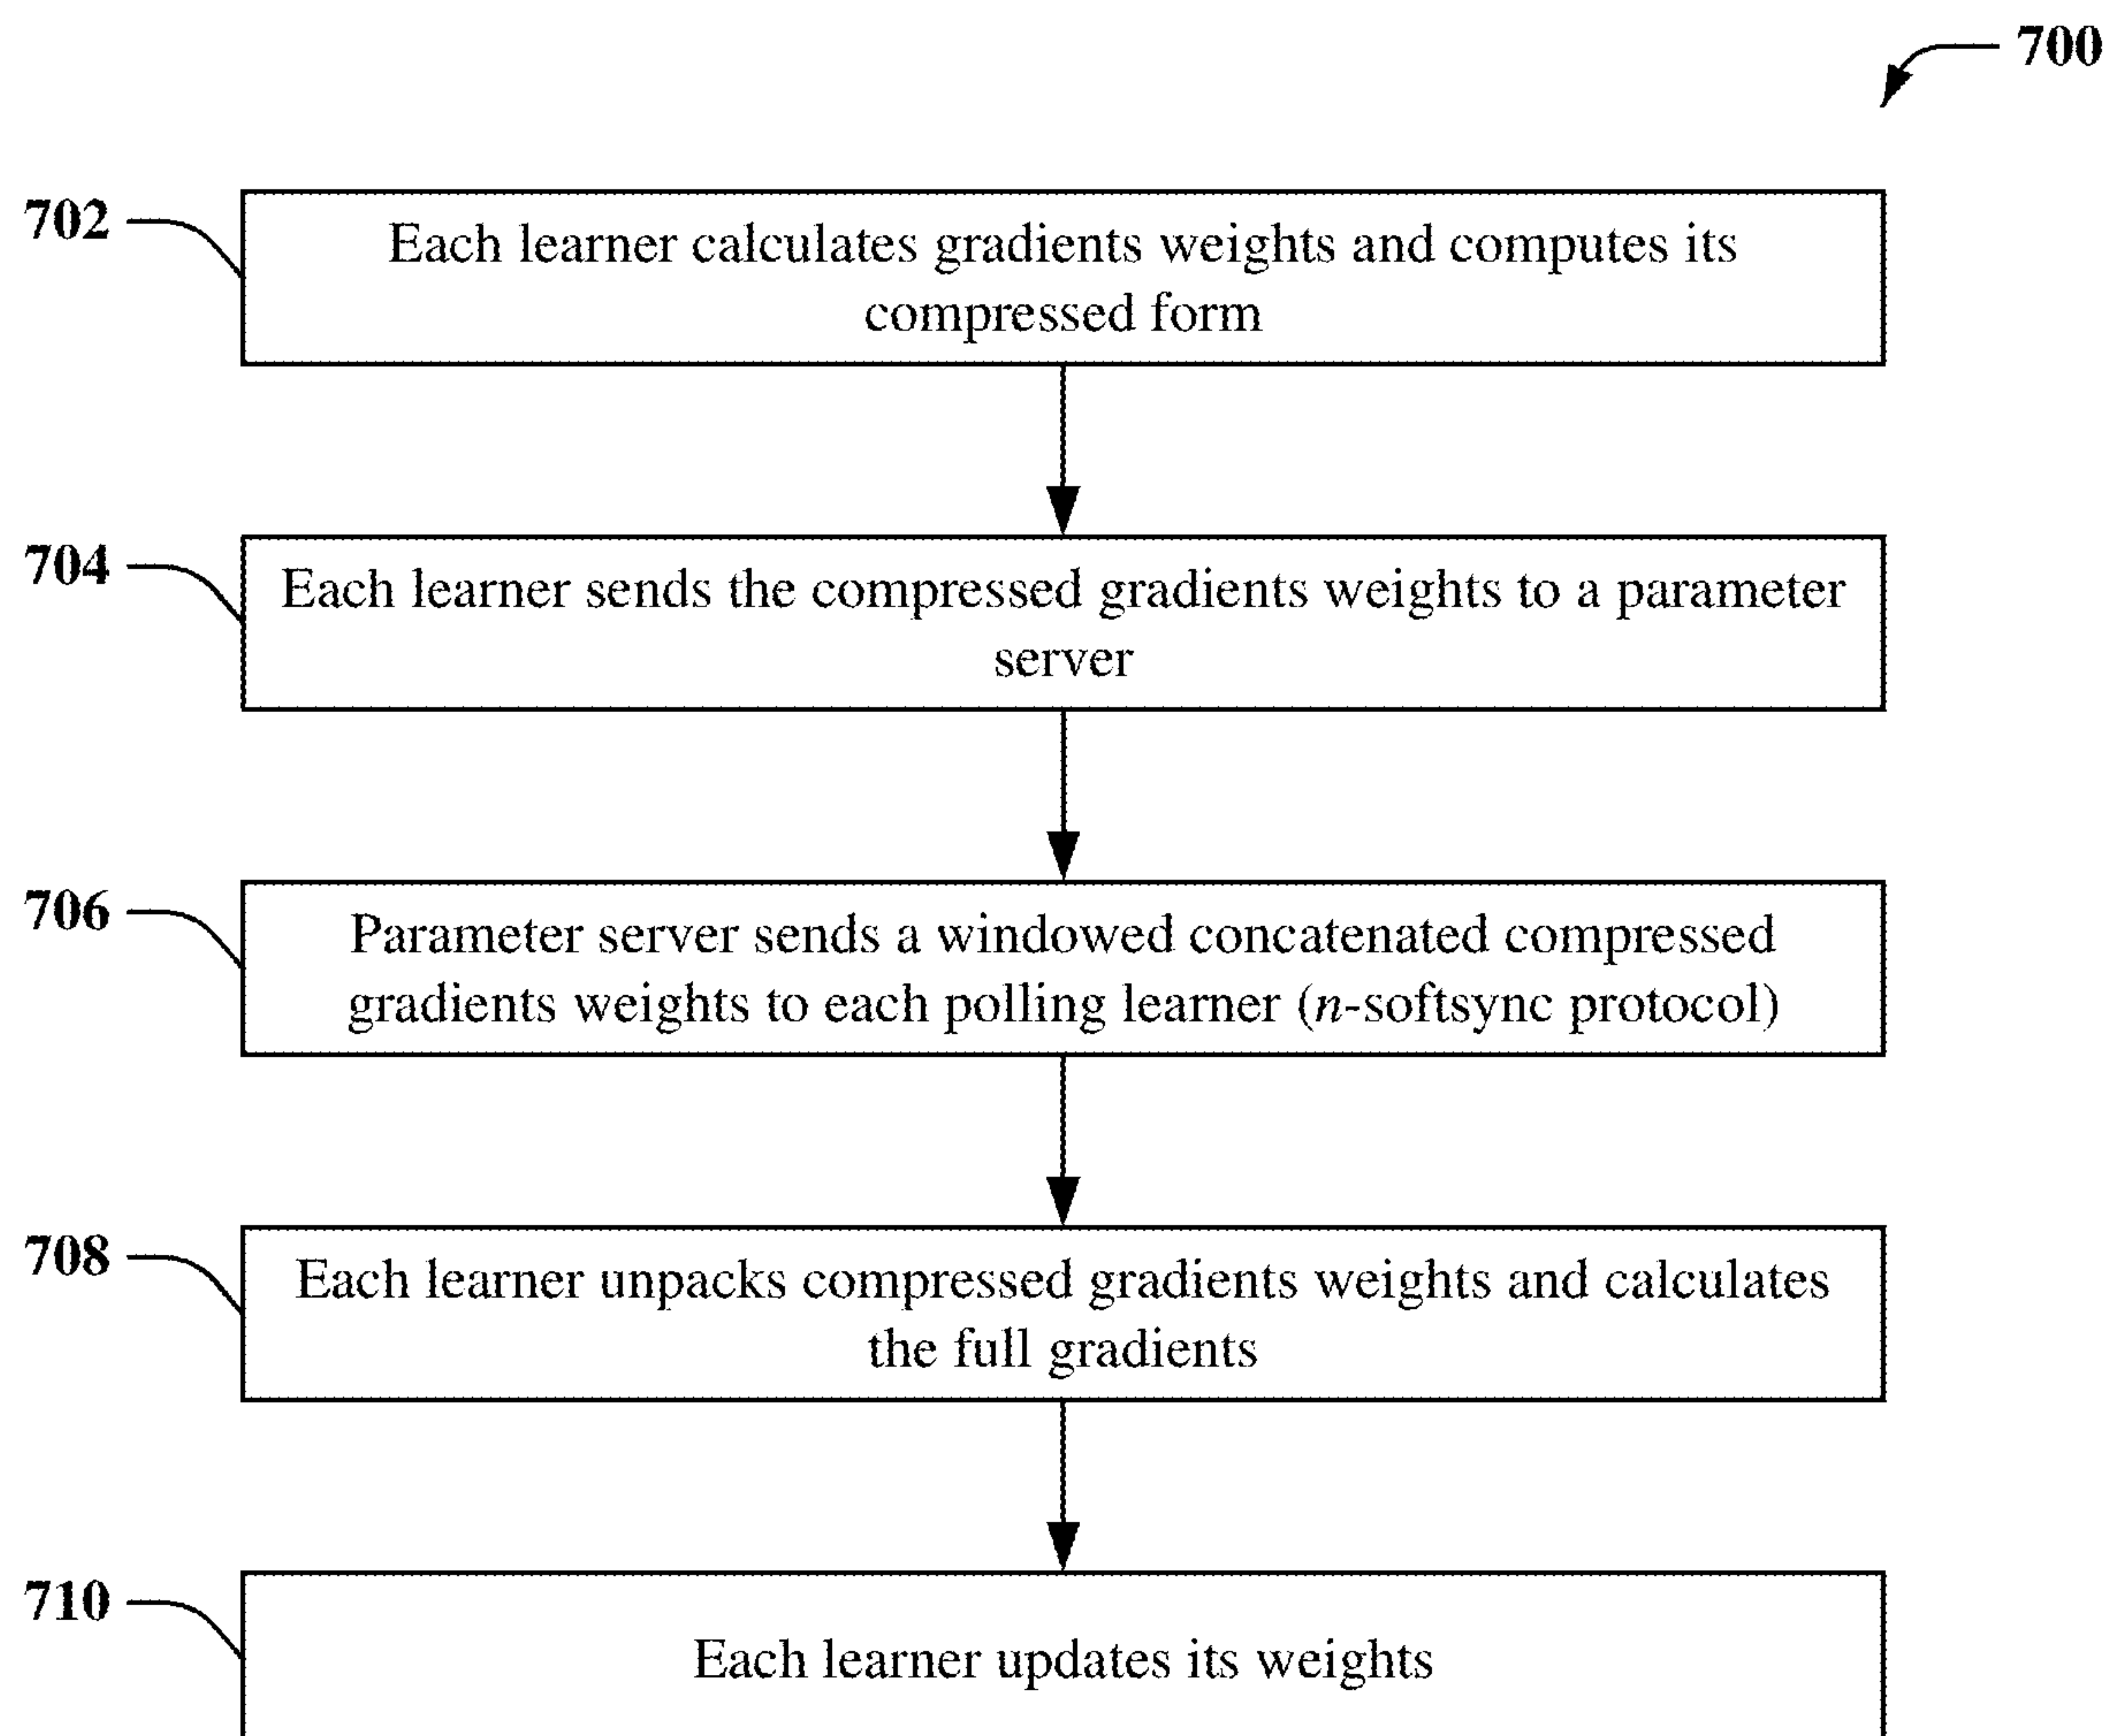 700
702
Each learner calculates gradients weights and computes its
compressed form
704
Each learner sends the compressed gradients weights to a parameter
server
706
Parameter server sends a windowed concatenated compressed
gradients weights to each polling learner (n-softsync protocol)
708
Each learner unpacks compressed gradients weights and calculates
the full gradients
710
Each learner updates its weights